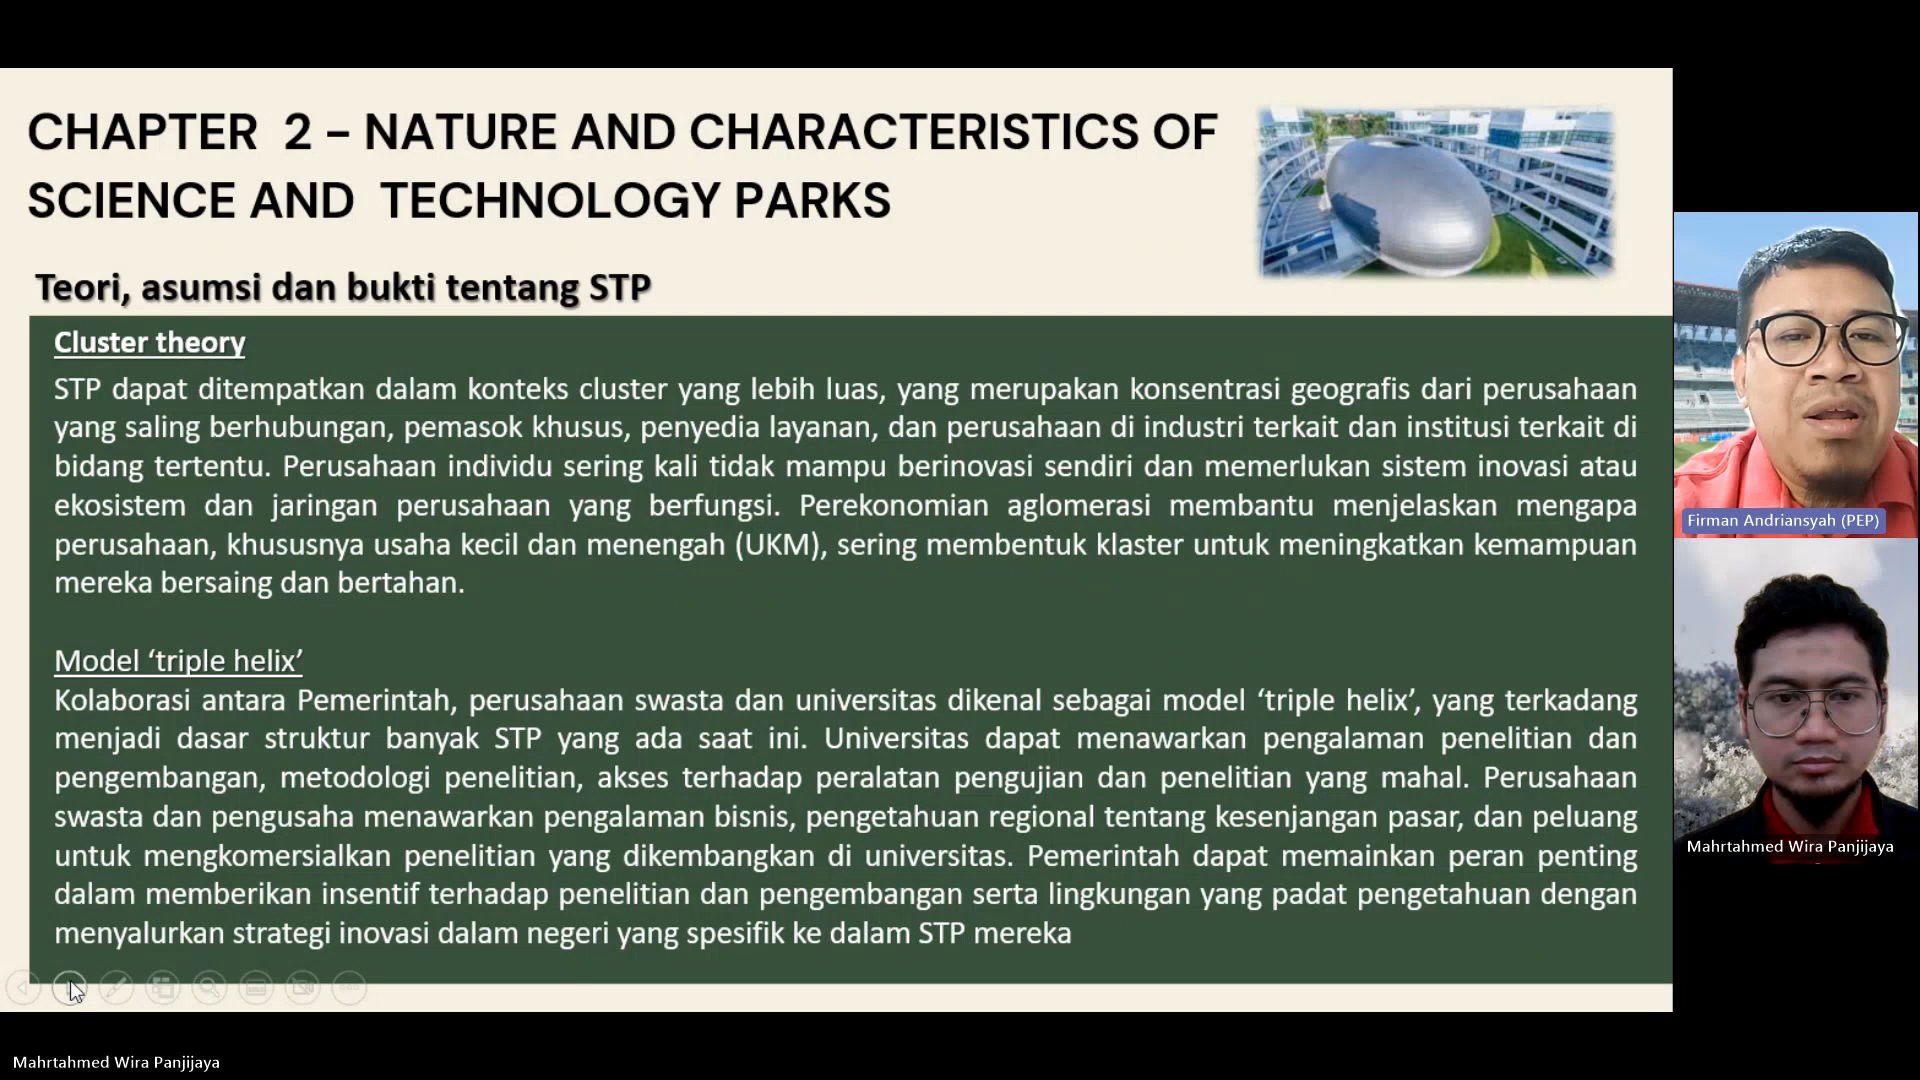 CHAPTER 2 – NATURE AND CHARACTERISTICS OF
SCIENCE AND TECHNOLOGY PARKS
Teori, asumsi dan bukti tentang STP
Cluster theory
STP dapat ditempatkan dalam konteks cluster yang lebih luas, yang merupakan konsentrasi geografis dari perusahaan
yang saling berhubungan, pemasok khusus, penyedia layanan, dan perusahaan di industri terkait dan institusi terkait di
bidang tertentu. Perusahaan individu sering kali tidak mampu berinovasi sendiri dan memerlukan sistem inovasi atau
ekosistem dan jaringan perusahaan yang berfungsi. Perekonomian aglomerasi membantu menjelaskan mengapa
perusahaan, khususnya usaha kecil dan menengah (UKM), sering membentuk klaster untuk meningkatkan kemampuan
mereka bersaing dan bertahan.
Model ‘triple helix’
Kolaborasi antara Pemerintah, perusahaan swasta dan universitas dikenal sebagai model ‘triple helix’, yang terkadang
menjadi dasar struktur banyak STP yang ada saat ini. Universitas dapat menawarkan pengalaman penelitian dan
pengembangan, metodologi penelitian, akses terhadap peralatan pengujian dan penelitian yang mahal. Perusahaan
swasta dan pengusaha menawarkan pengalaman bisnis, pengetahuan regional tentang kesenjangan pasar, dan peluang
untuk mengkomersialkan penelitian yang dikembangkan di universitas. Pemerintah dapat memainkan peran penting
dalam memberikan insentif terhadap penelitian dan pengembangan serta lingkungan yang padat pengetahuan dengan
menyalurkan strategi inovasi dalam negeri yang spesifik ke dalam STP mereka
Firman Andriansyah (PEP)
Mahrtahmed Wira Panjijaya
Mahrtahmed Wira Panjijaya